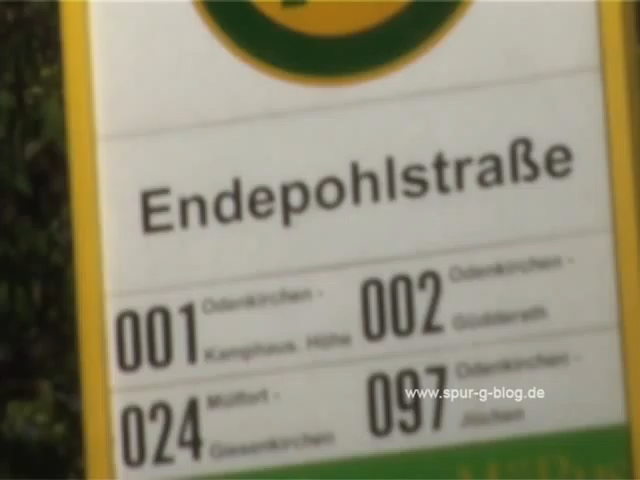 Endepohlstraße
001 Odenkirchen -
Kamphaus. Höhe
002 Odenkirchen -
Güdderath
024 Mülfort -
Giesenkirchen
097 Odenkirchen -
Jüchen
www.spur-g-blog.de